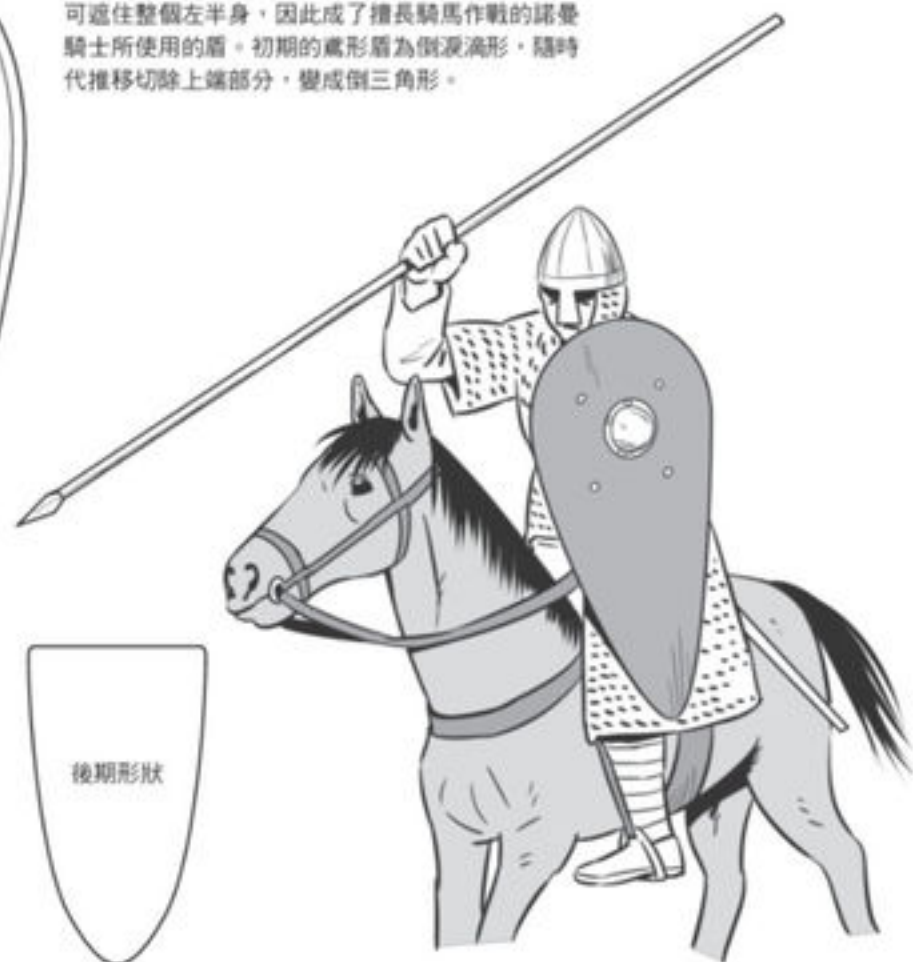 可遮住整個左半身，因此成了擅長騎馬作戰的諾曼
騎士所使用的盾。初期的鳶形盾為倒淚滴形，隨時
代推移切除上端部分，變成倒三角形。
後期形狀